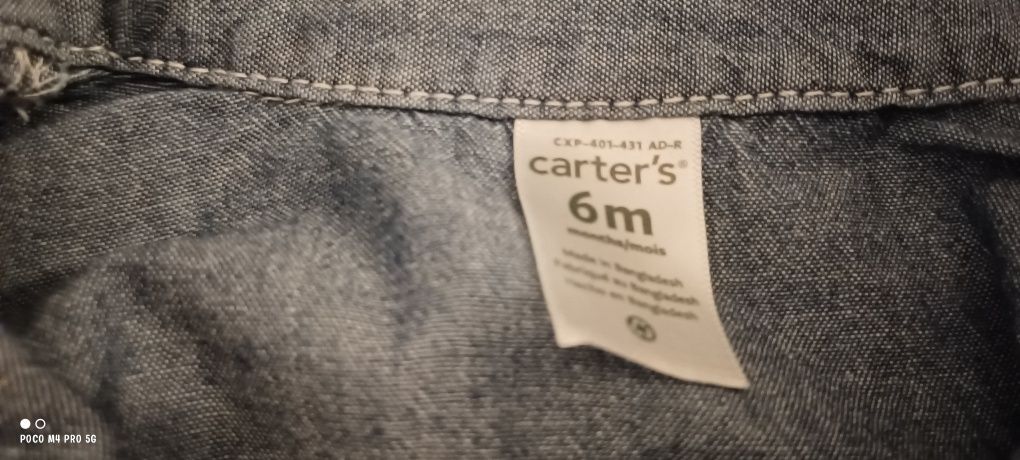 CXP-401-431 AD-R
carter's®
6m
months/mois
Made in Bangladesh
Fabriqué au Bangladesh
Hecho en Bangladesh
POCO M4 PRO 5G